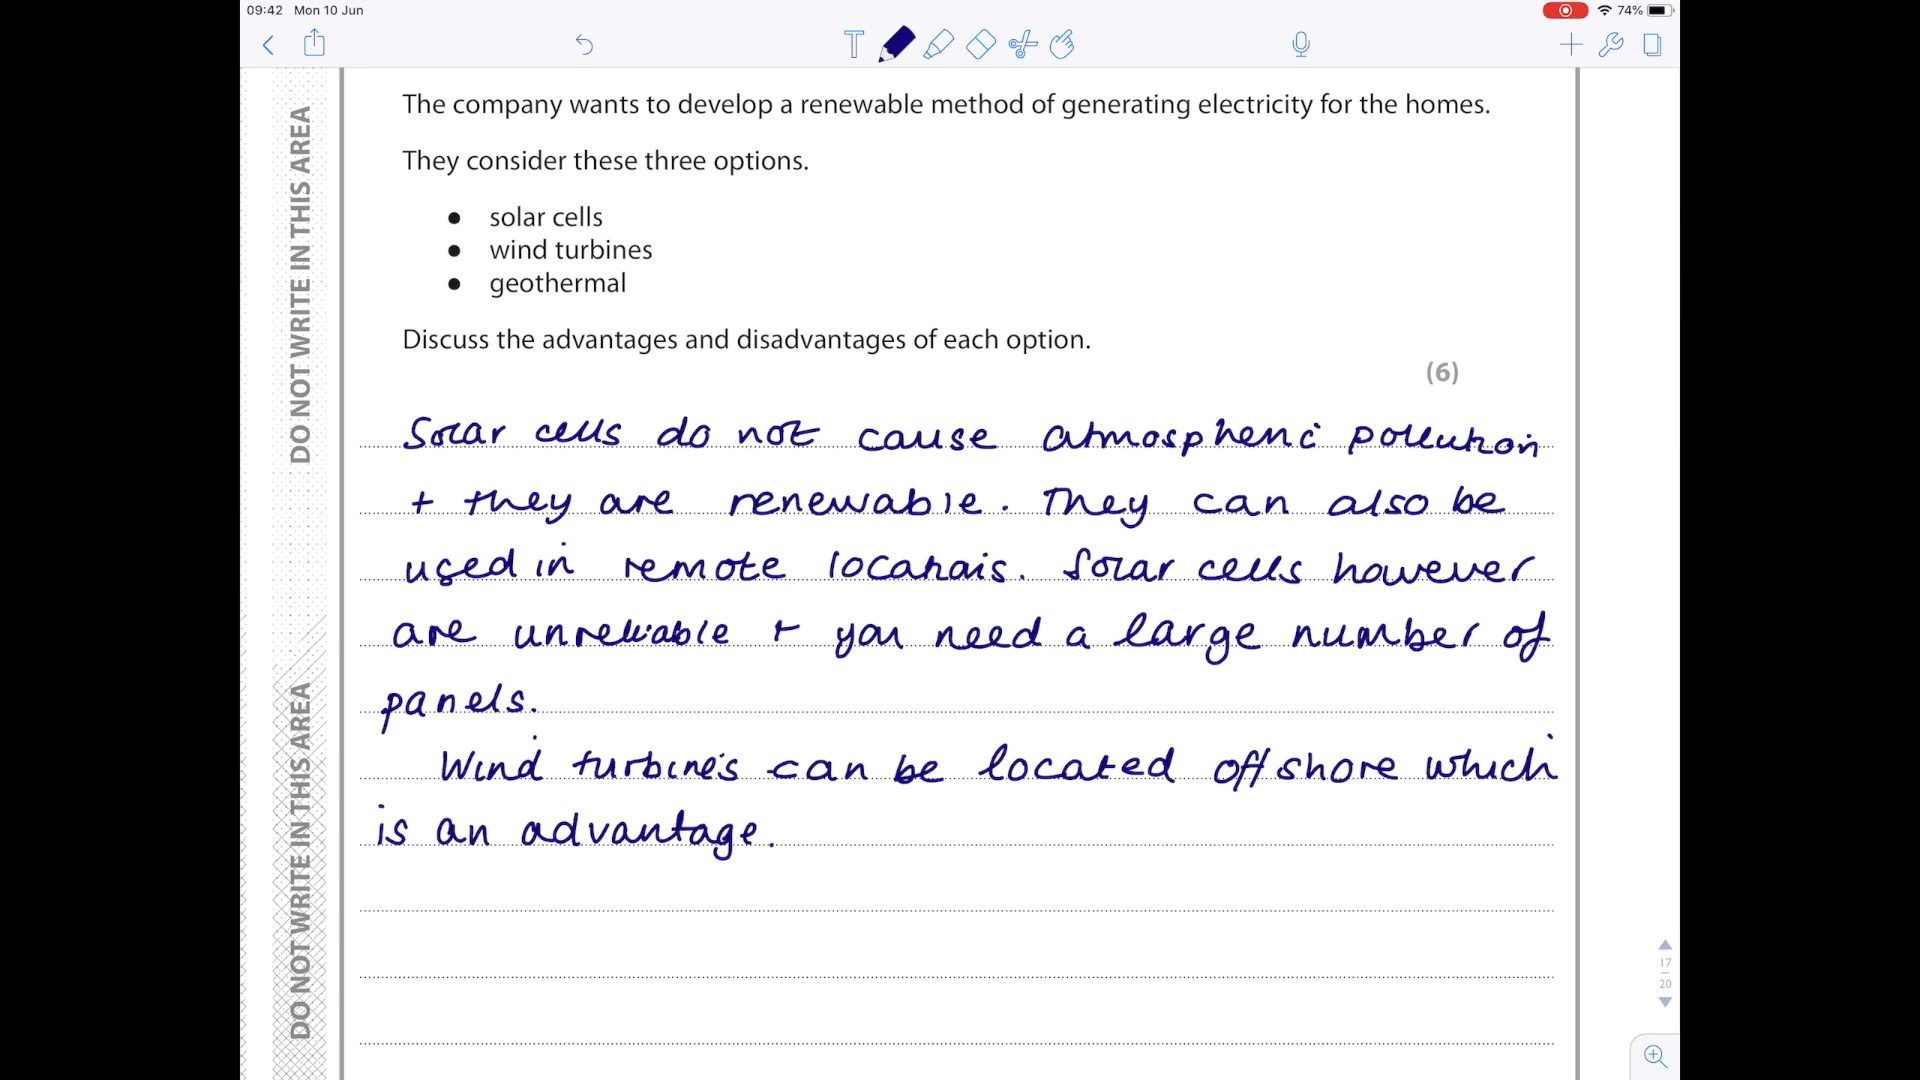 09:42 Mon 10 Jun
74%
The company wants to develop a renewable method of generating electricity for the homes.
They consider these three options.
● solar cells
● wind turbines
● geothermal
Discuss the advantages and disadvantages of each option.
(6)
Solar cells do not cause atmospheric pollution
+ they are renewable. They can also be
used in remote locations. Solar cells however
are unreliable + you need a large number of
panels.
Wind turbines can be located offshore which
is an advantage.
DO NOT WRITE IN THIS AREA
DO NOT WRITE IN THIS AREA
17
20